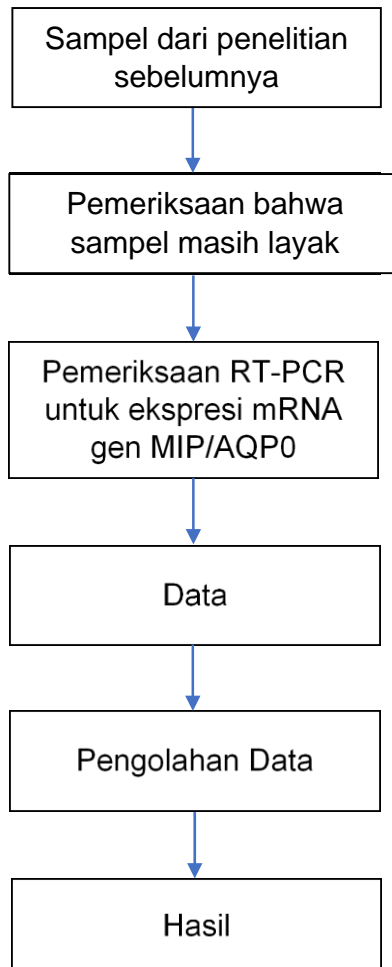 Sampel dari penelitian
sebelumnya
Pemeriksaan bahwa
sampel masih layak
Pemeriksaan RT-PCR
untuk ekspresi mRNA
gen MIP/AQP0
Data
Pengolahan Data
Hasil